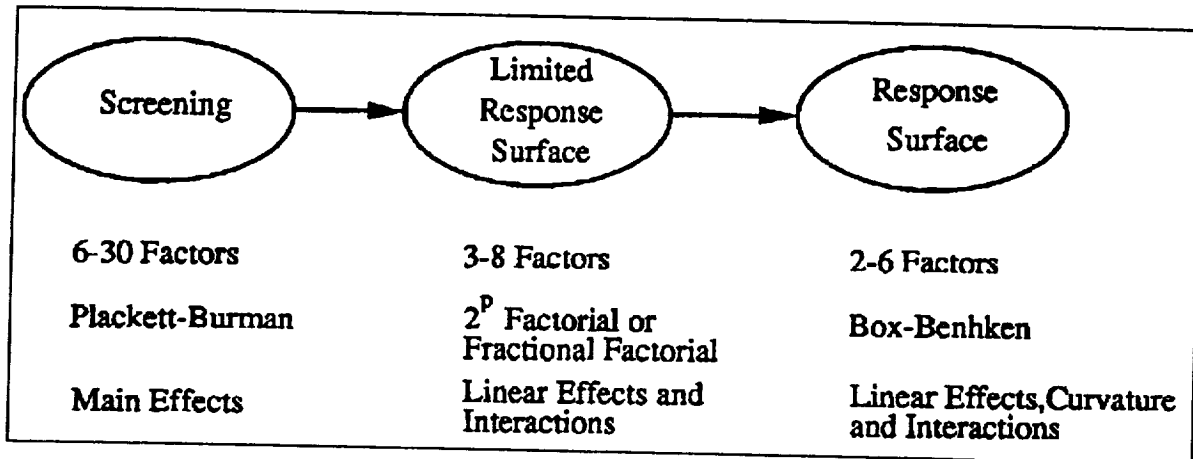 Screening
Limited
Response
Surface
Response
Surface
6-30 Factors
3-8 Factors
2-6 Factors
Plackett-Burman
2^P Factorial or
Fractional Factorial
Box-Benhken
Main Effects
Linear Effects and
Interactions
Linear Effects,Curvature
and Interactions